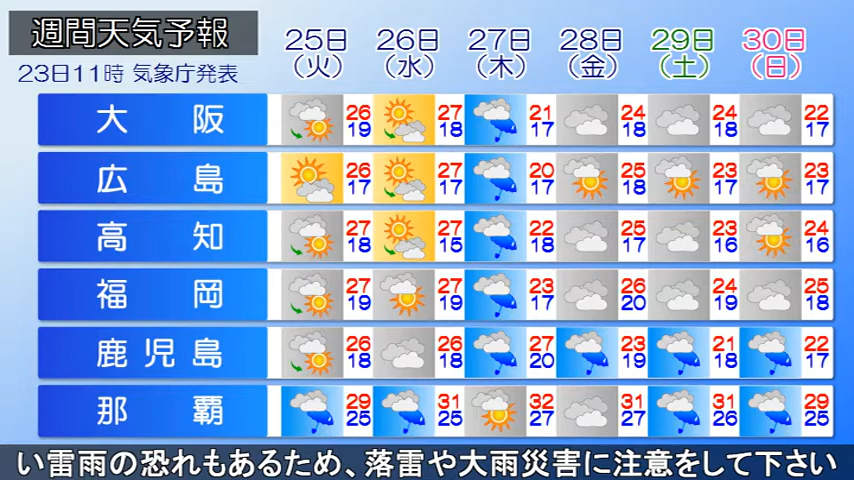 週間天気予報
23日11時 気象庁発表
25日 26日 27日 28日 29日 30日
(火) (水) (木) (金) (土) (日)
大阪 26 19 27 18 21 17 24 18 24 18 22 17
広島 26 17 27 17 20 17 25 18 23 17 23 17
高知 27 18 27 15 22 18 25 17 23 16 24 16
福岡 27 19 27 19 23 17 26 20 24 19 25 18
鹿児島 26 18 26 18 27 20 23 19 21 18 22 17
那覇 29 25 31 25 32 27 31 27 31 26 29 25
い雷雨の恐れもあるため、落雷や大雨災害に注意をして下さい